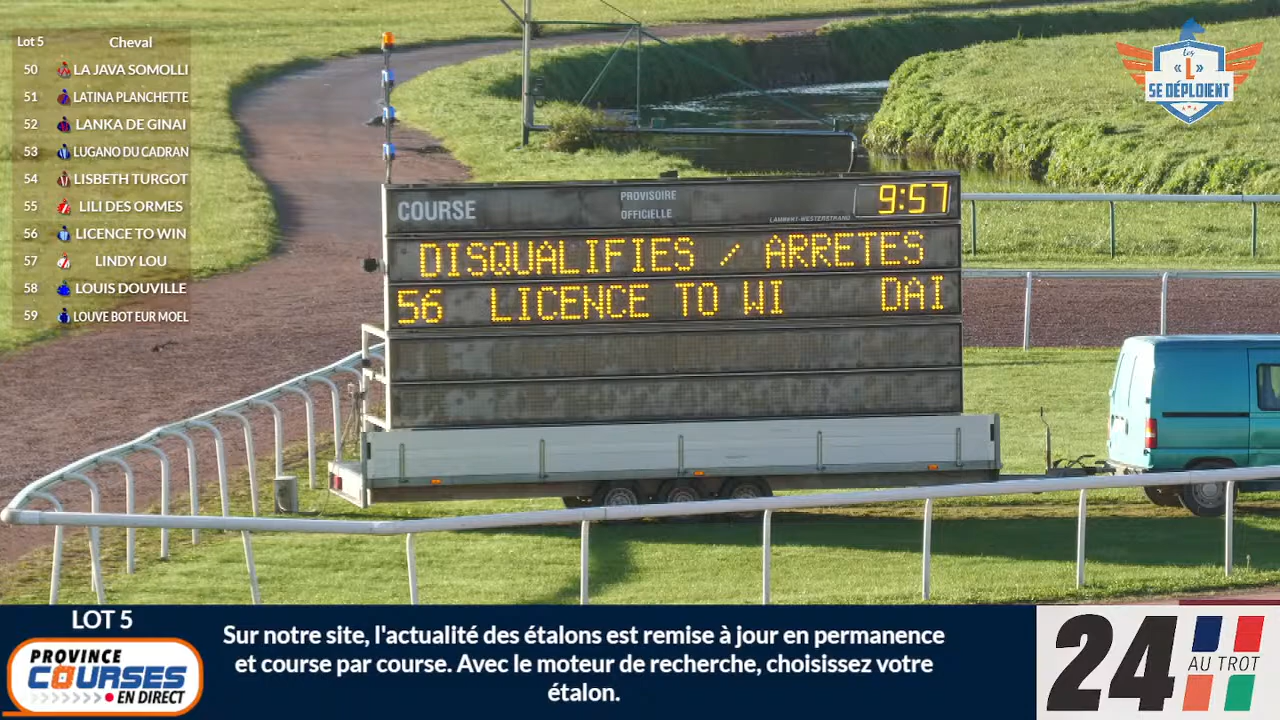 Lot 5 Cheval
50 LA JAVA SOMOLLI
51 LATINA PLANCHETTE
52 LANKA DE GINAI
53 LUGANO DU CADRAN
54 LISBETH TURGOT
55 LILI DES ORMES
56 LICENCE TO WIN
57 LINDY LOU
58 LOUIS DOUVILLE
59 LOUVE BOT EUR MOEL
Les
« L »
SE DÉPLOIENT
COURSE
PROVISOIRE
OFFICIELLE
LAMBERT-WESTERSTRAND
9:57
DISQUALIFIES / ARRETES
56 LICENCE TO WI DAI
LOT 5
PROVINCE
COURSES
EN DIRECT
Sur notre site, l'actualité des étalons est remise à jour en permanence
et course par course. Avec le moteur de recherche, choisissez votre
étalon.
24
AU TROT